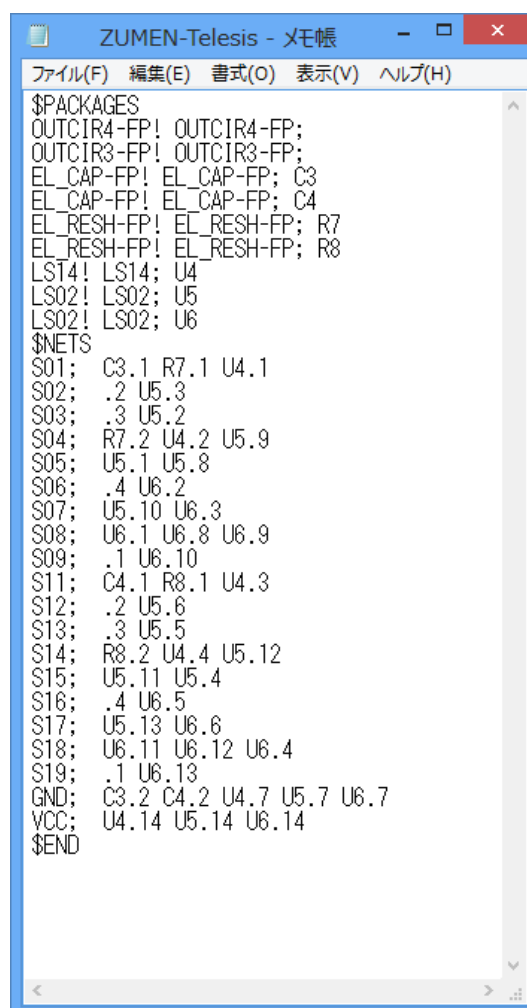 ZUMEN-Telesis - メモ帳
ファイル(F) 編集(E) 書式(O) 表示(V) ヘルプ(H)
$PACKAGES
OUTCIR4-FP! OUTCIR4-FP;
OUTCIR3-FP! OUTCIR3-FP;
EL_CAP-FP! EL_CAP-FP; C3
EL_CAP-FP! EL_CAP-FP; C4
EL_RESH-FP! EL_RESH-FP; R7
EL_RESH-FP! EL_RESH-FP; R8
LS14! LS14; U4
LS02! LS02; U5
LS02! LS02; U6
$NETS
S01; C3.1 R7.1 U4.1
S02; .2 U5.3
S03; .3 U5.2
S04; R7.2 U4.2 U5.9
S05; U5.1 U5.8
S06; .4 U6.2
S07; U5.10 U6.3
S08; U6.1 U6.8 U6.9
S09; .1 U6.10
S11; C4.1 R8.1 U4.3
S12; .2 U5.6
S13; .3 U5.5
S14; R8.2 U4.4 U5.12
S15; U5.11 U5.4
S16; .4 U6.5
S17; U5.13 U6.6
S18; U6.11 U6.12 U6.4
S19; .1 U6.13
GND; C3.2 C4.2 U4.7 U5.7 U6.7
VCC; U4.14 U5.14 U6.14
$END